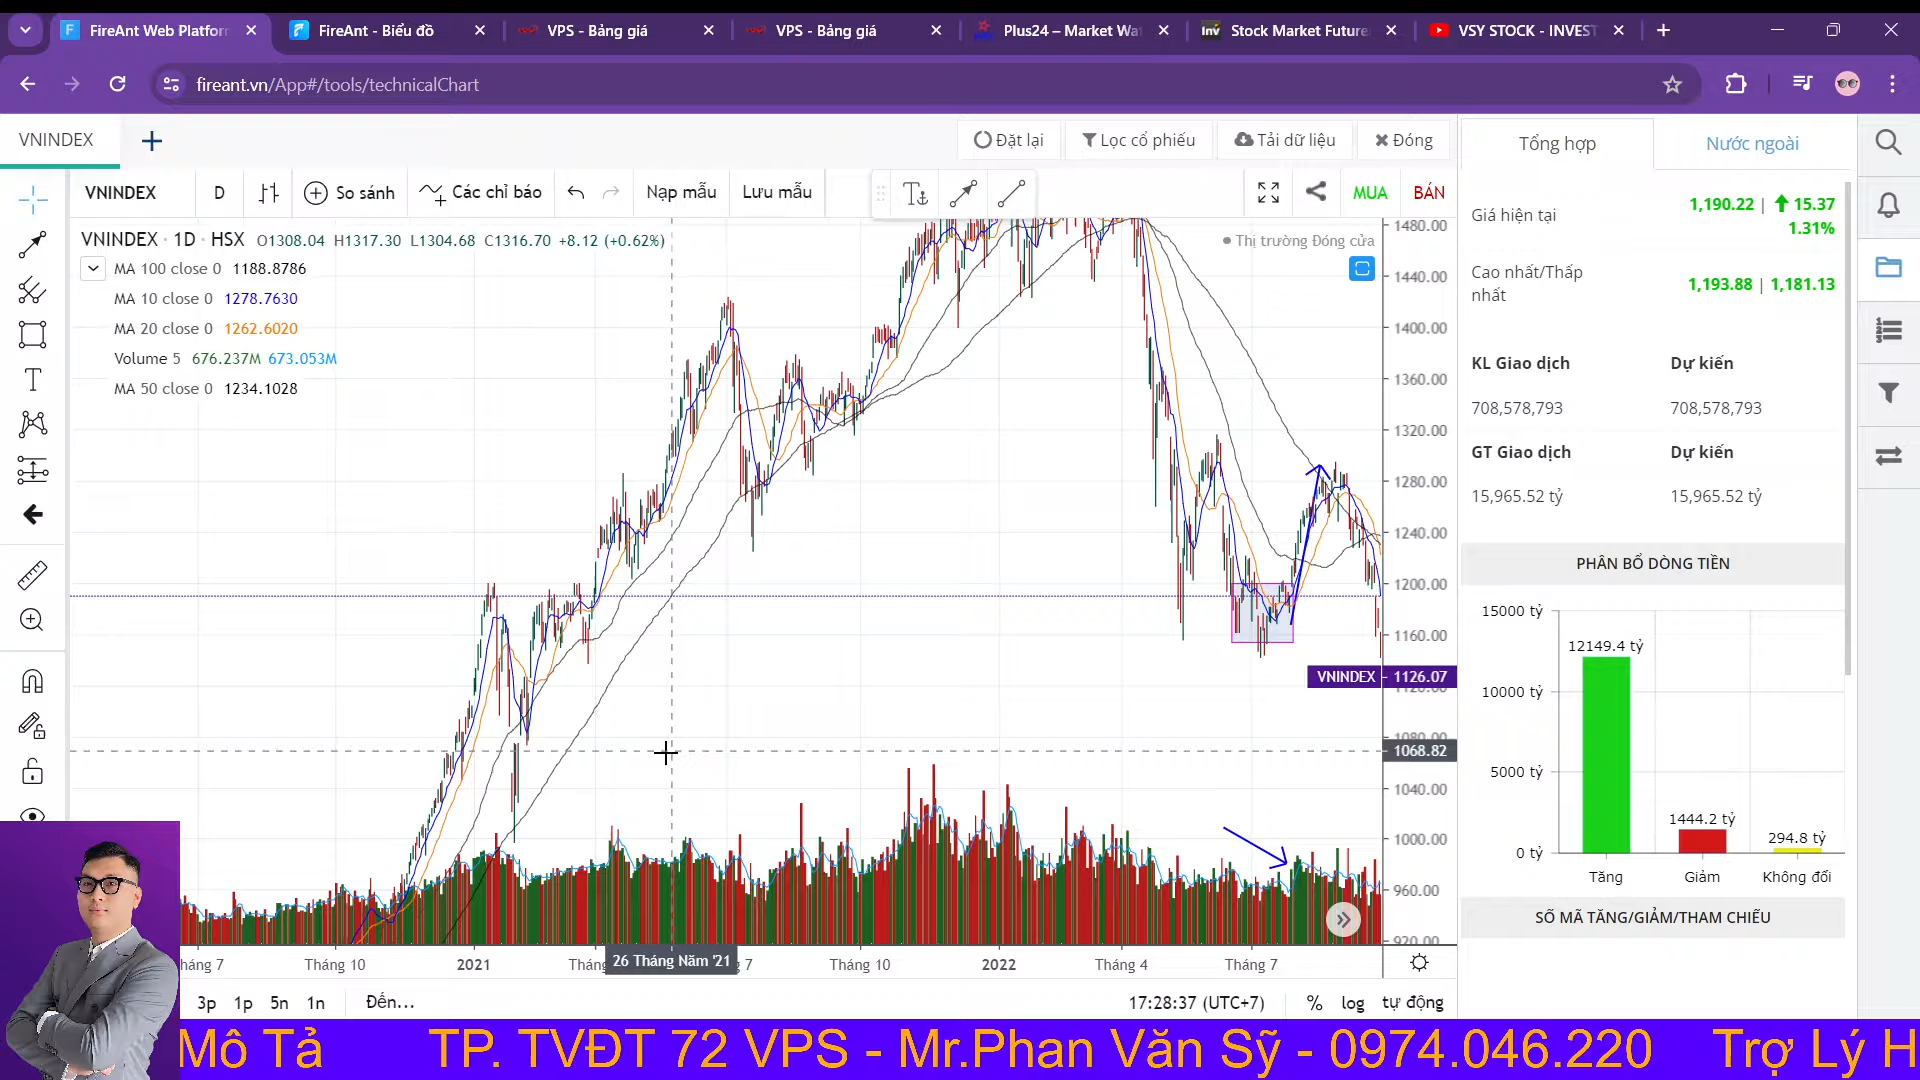 FireAnt Web Platforn
FireAnt - Biểu đồ
VPS - Bảng giá
VPS - Bảng giá
Plus24 – Market Wat
Stock Market Future
VSY STOCK - INVEST
fireant.vn/App#/tools/technicalChart
VNINDEX
Đặt lại
Lọc cổ phiếu
Tải dữ liệu
Đóng
VNINDEX
D
So sánh
Các chỉ báo
Nạp mẫu
Lưu mẫu
MUA
BÁN
VNINDEX · 1D · HSX O1308.04 H1317.30 L1304.68 C1316.70 +8.12 (+0.62%)
Thị trường Đóng cửa
MA 100 close 0 1188.8786
MA 10 close 0 1278.7630
MA 20 close 0 1262.6020
Volume 5 676.237M 673.053M
MA 50 close 0 1234.1028
1480.00
1440.00
1400.00
1360.00
1320.00
1280.00
1240.00
1200.00
1160.00
VNINDEX 1126.07
1120.00
1080.00
1068.82
1040.00
1000.00
960.00
920.00
háng 7
Tháng 10
2021
Thán
26 Tháng Năm '21
7
Tháng 10
2022
Tháng 4
Tháng 7
3p 1p 5n 1n
Đến...
17:28:37 (UTC+7)
% log tự động
Tổng hợp
Nước ngoài
Giá hiện tại
1,190.22 | 15.37
1.31%
Cao nhất/Thấp
nhất
1,193.88 | 1,181.13
KL Giao dịch
Dự kiến
708,578,793
708,578,793
GT Giao dịch
Dự kiến
15,965.52 tỷ
15,965.52 tỷ
PHÂN BỔ DÒNG TIỀN
15000 tỷ
10000 tỷ
5000 tỷ
0 tỷ
12149.4 tỷ
1444.2 tỷ
294.8 tỷ
Tăng
Giảm
Không đổi
SỐ MÃ TĂNG/GIẢM/THAM CHIẾU
Mô Tả
TP. TVĐT 72 VPS - Mr.Phan Văn Sỹ - 0974.046.220
Trợ Lý H